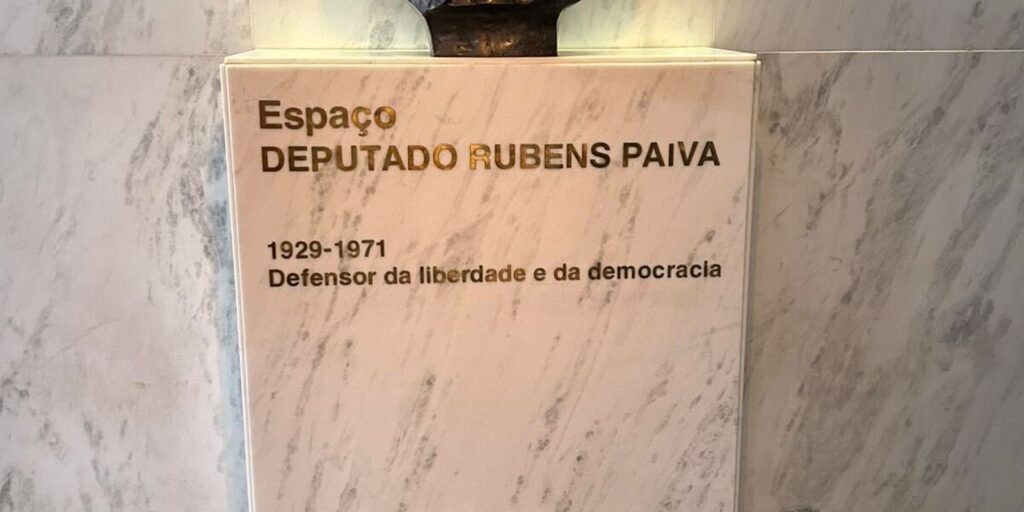 Espaço
DEPUTADO RUBENS PAIVA
1929-1971
Defensor da liberdade e da democracia